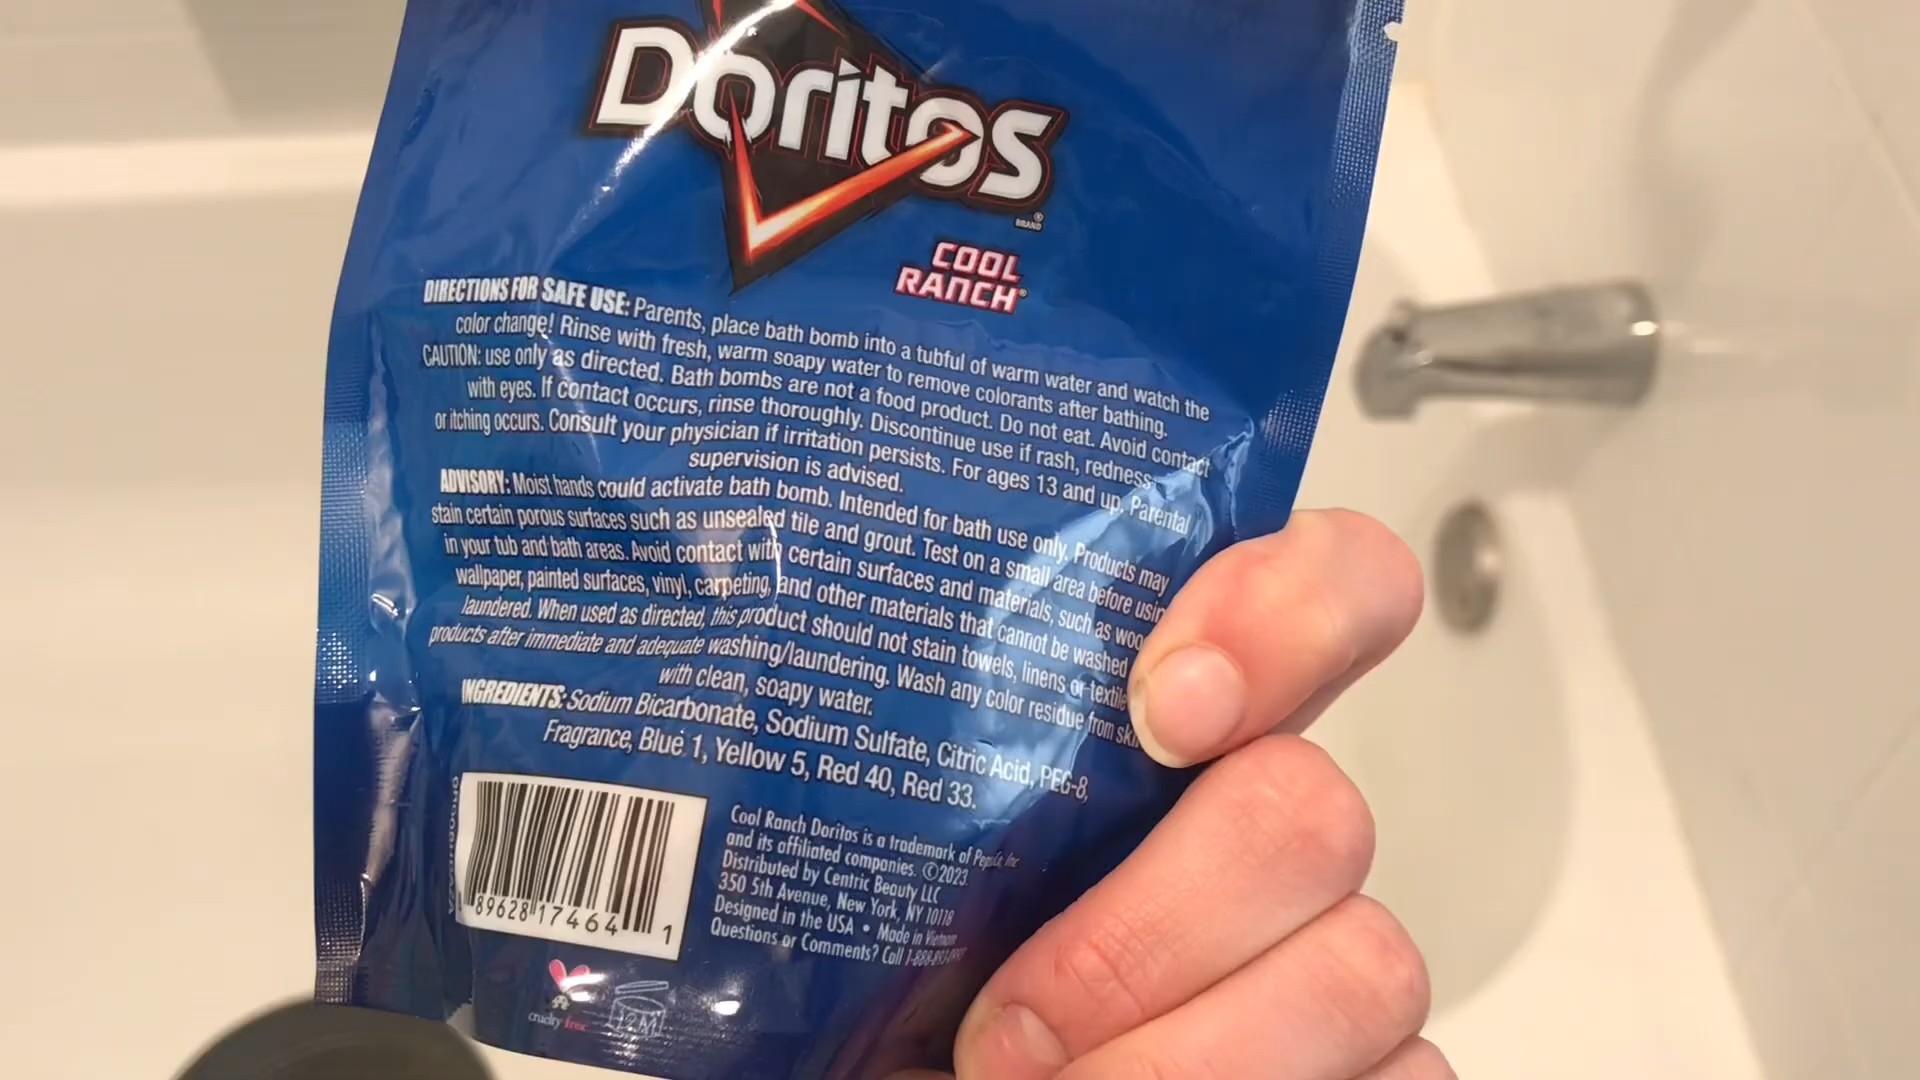 Doritos
BRAND®
COOL
RANCH®
DIRECTIONS FOR SAFE USE: Parents, place bath bomb into a tubful of warm water and watch the
color change! Rinse with fresh, warm soapy water to remove colorants after bathing.
CAUTION: use only as directed. Bath bombs are not a food product. Do not eat. Avoid contact
with eyes. If contact occurs, rinse thoroughly. Discontinue use if rash, redness
or itching occurs. Consult your physician if irritation persists. For ages 13 and up. Parental
supervision is advised.
ADVISORY: Moist hands could activate bath bomb. Intended for bath use only. Products may
stain certain porous surfaces such as unsealed tile and grout. Test on a small area before usin
in your tub and bath areas. Avoid contact with certain surfaces and materials, such as woo
wallpaper, painted surfaces, vinyl, carpeting, and other materials that cannot be washed
laundered. When used as directed, this product should not stain towels, linens or textile
products after immediate and adequate washing/laundering. Wash any color residue from ski
with clean, soapy water.
INGREDIENTS: Sodium Bicarbonate, Sodium Sulfate, Citric Acid, PEG-8,
Fragrance, Blue 1, Yellow 5, Red 40, Red 33.
Cool Ranch Doritos is a trademark of PepsiCo, Inc
and its affiliated companies. ©2023.
Distributed by Centric Beauty LLC
350 5th Avenue, New York, NY 10118
Designed in the USA • Made in Vietnam
Questions or Comments? Call
89628 17464 1
cruelty free
12M